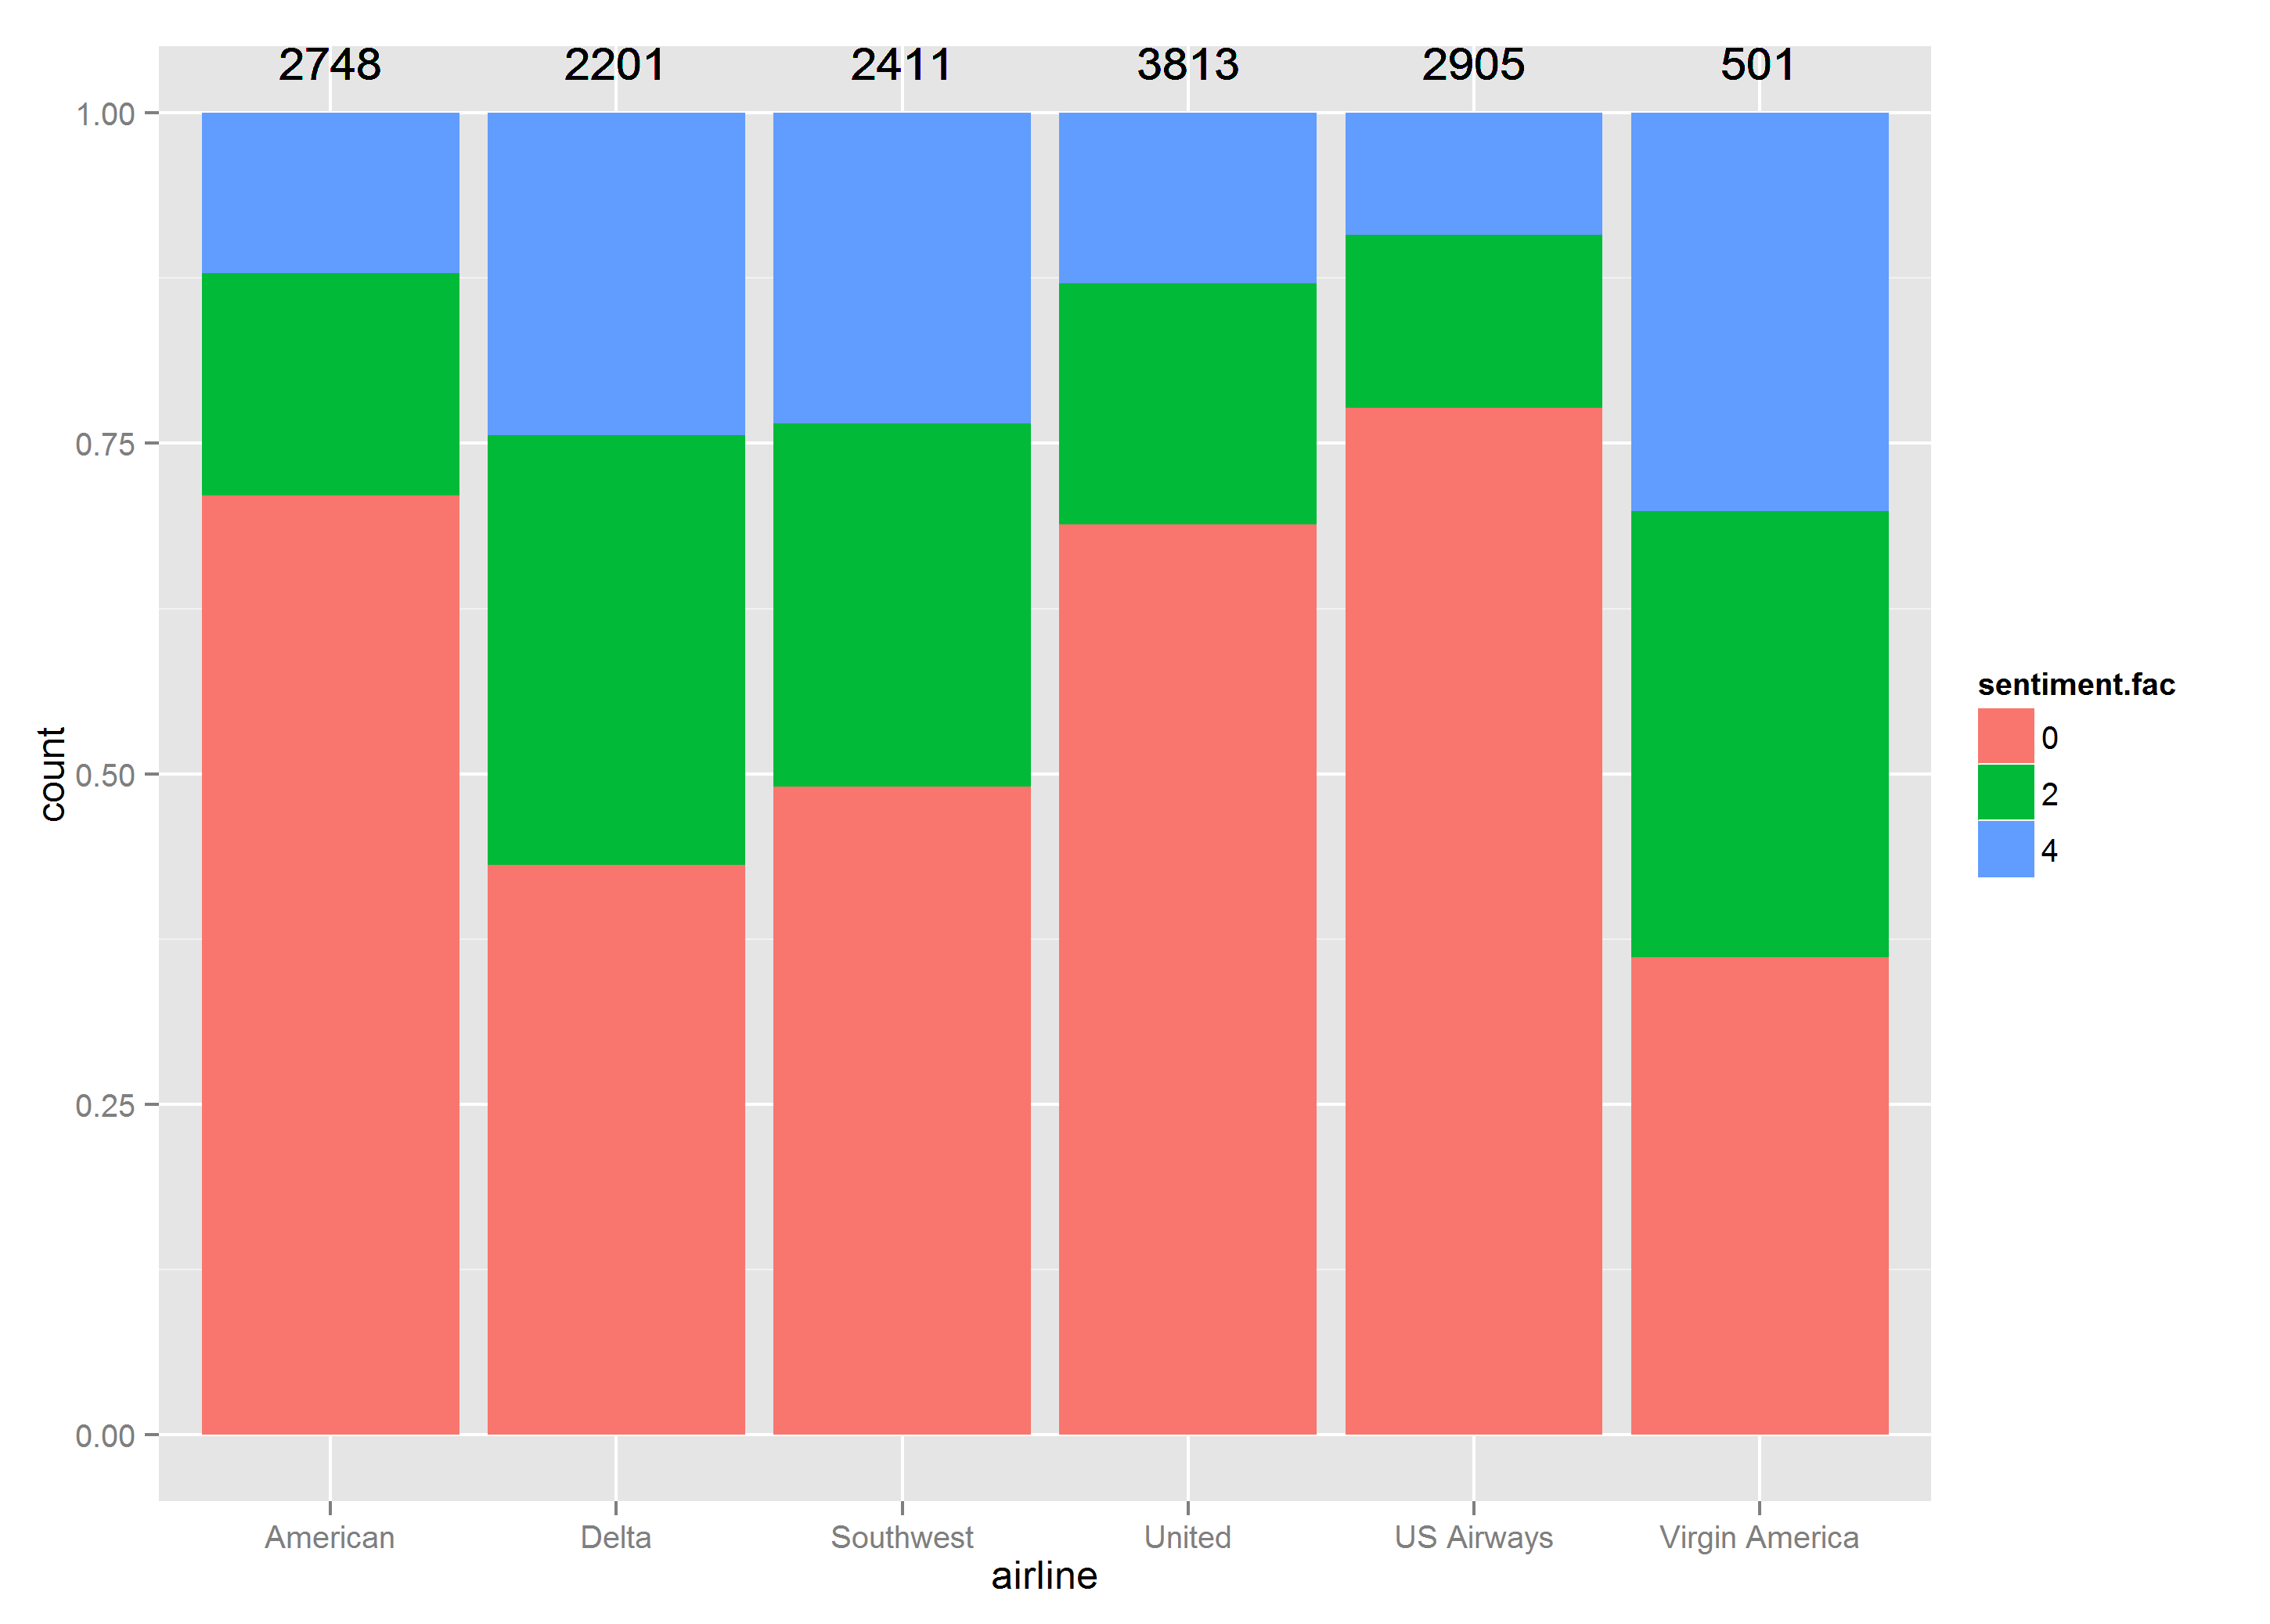 2748 2201 2411 3813 2905 501
1.00
0.75
0.50
0.25
0.00
count
American Delta Southwest United US Airways Virgin America
airline
sentiment.fac
0
2
4